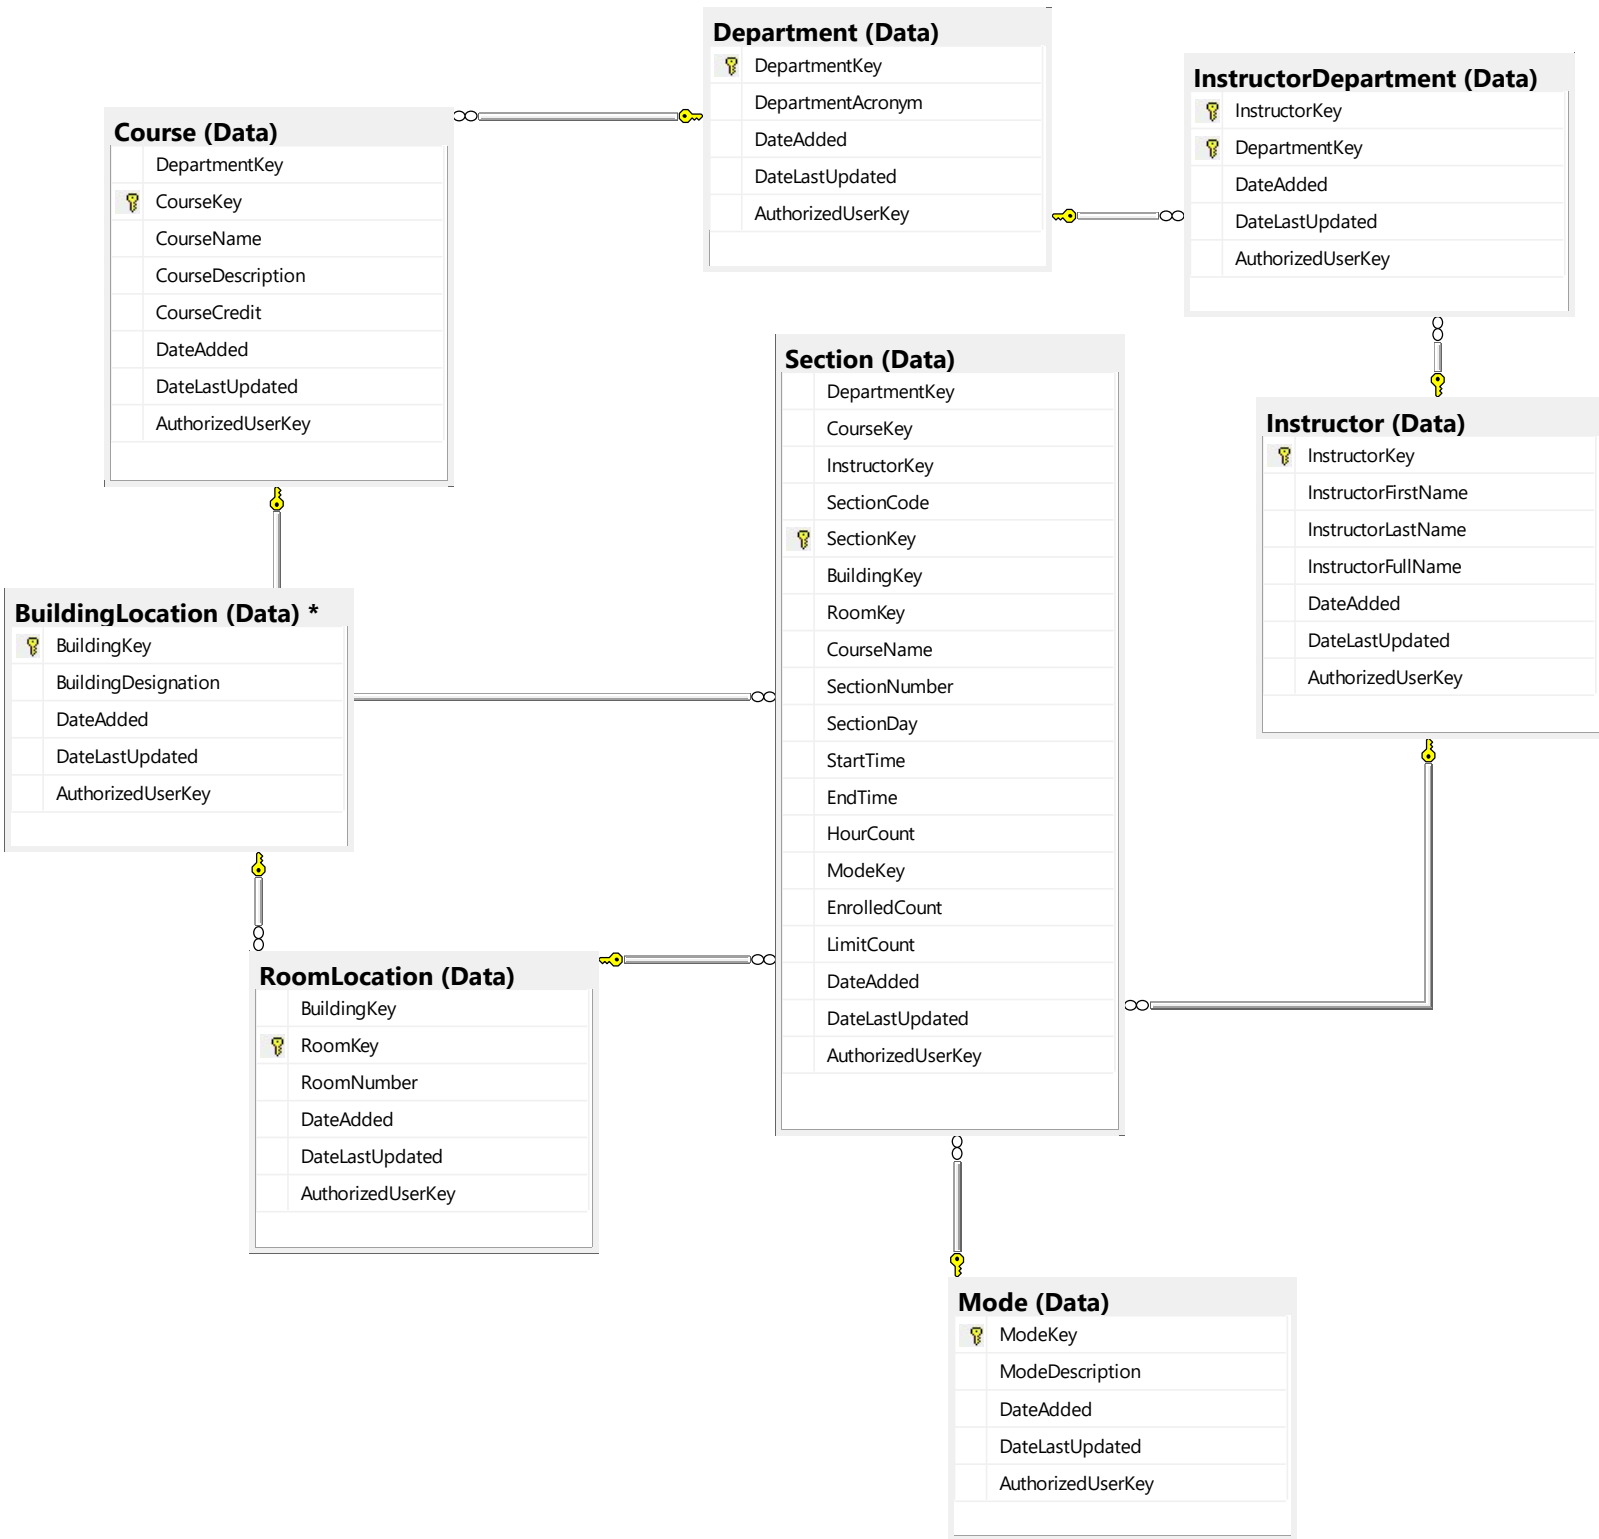 Department (Data)
DepartmentKey
DepartmentAcronym
DateAdded
DateLastUpdated
AuthorizedUserKey
InstructorDepartment (Data)
InstructorKey
DepartmentKey
DateAdded
DateLastUpdated
AuthorizedUserKey
Course (Data)
DepartmentKey
CourseKey
CourseName
CourseDescription
CourseCredit
DateAdded
DateLastUpdated
AuthorizedUserKey
Section (Data)
DepartmentKey
CourseKey
InstructorKey
SectionCode
SectionKey
BuildingKey
RoomKey
CourseName
SectionNumber
SectionDay
StartTime
EndTime
HourCount
ModeKey
EnrolledCount
LimitCount
DateAdded
DateLastUpdated
AuthorizedUserKey
Instructor (Data)
InstructorKey
InstructorFirstName
InstructorLastName
InstructorFullName
DateAdded
DateLastUpdated
AuthorizedUserKey
BuildingLocation (Data) *
BuildingKey
BuildingDesignation
DateAdded
DateLastUpdated
AuthorizedUserKey
RoomLocation (Data)
BuildingKey
RoomKey
RoomNumber
DateAdded
DateLastUpdated
AuthorizedUserKey
Mode (Data)
ModeKey
ModeDescription
DateAdded
DateLastUpdated
AuthorizedUserKey